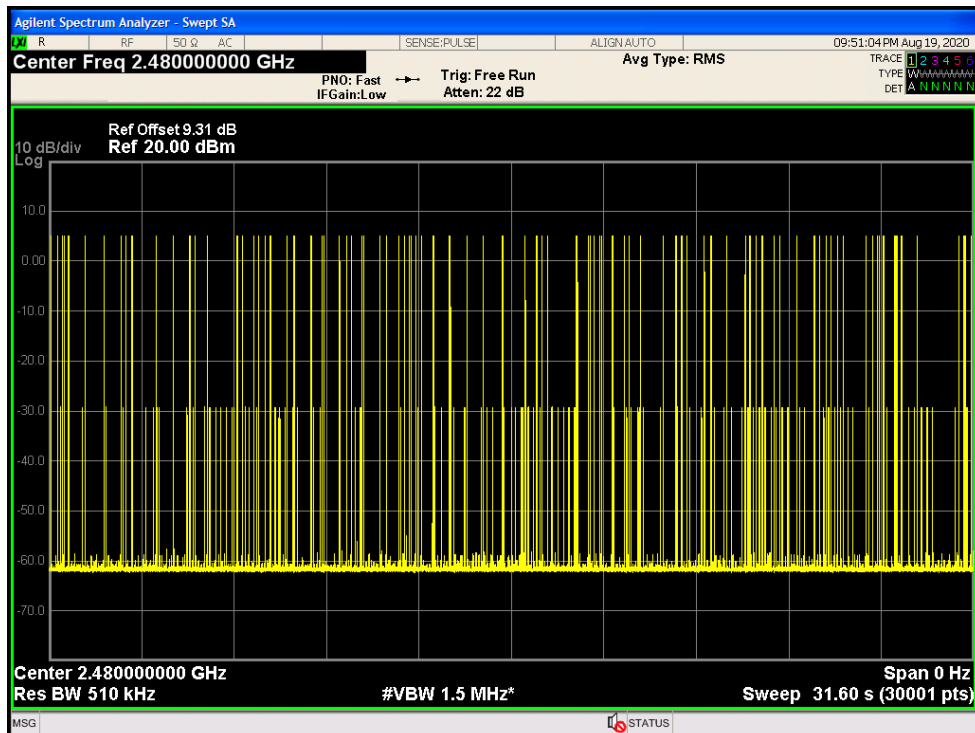 Agilent Spectrum Analyzer - Swept SA
LXI R RF 50 Ω AC SENSE:PULSE ALIGN AUTO 09:51:04 PM Aug 19, 2020
Center Freq 2.480000000 GHz
PNO: Fast
IFGain:Low
Trig: Free Run
Atten: 22 dB
Avg Type: RMS
TRACE 1 2 3 4 5 6
TYPE W
DET A N N N N N
Ref Offset 9.31 dB
10 dB/div Ref 20.00 dBm
Log
10.0
0.00
-10.0
-20.0
-30.0
-40.0
-50.0
-60.0
-70.0
Center 2.480000000 GHz Span 0 Hz
Res BW 510 kHz #VBW 1.5 MHz* Sweep 31.60 s (30001 pts)
MSG STATUS